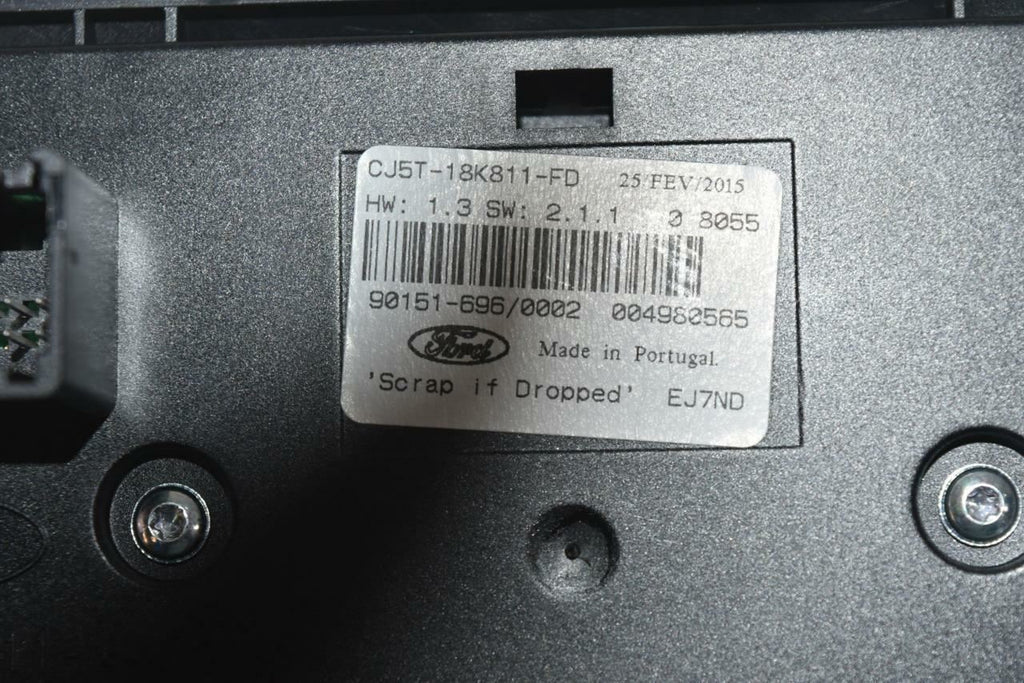 CJ5T-18K811-FD 25/FEV/2015
HW: 1.3 SW: 2.1.1 0 8055
90151-696/0002 004980565
Ford Made in Portugal.
'Scrap if Dropped' EJ7ND